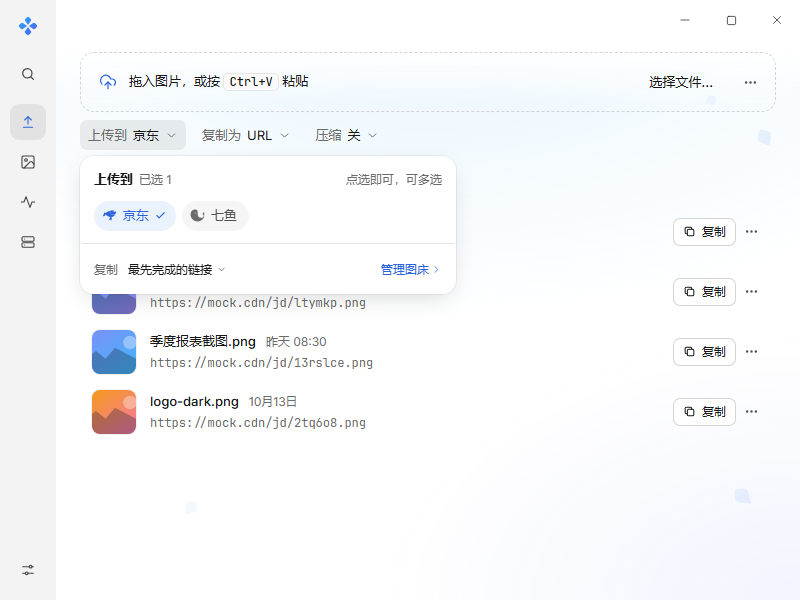 拖入图片，或按 Ctrl+V 粘贴
选择文件...
上传到 京东
复制为 URL
压缩 关
上传到 已选 1
点选即可，可多选
京东
七鱼
复制
复制 最先完成的链接
管理图床
复制
https://mock.cdn/jd/ltymkp.png
季度报表截图.png 昨天 08:30
复制
https://mock.cdn/jd/13rslce.png
logo-dark.png 10月13日
复制
https://mock.cdn/jd/2tq6o8.png